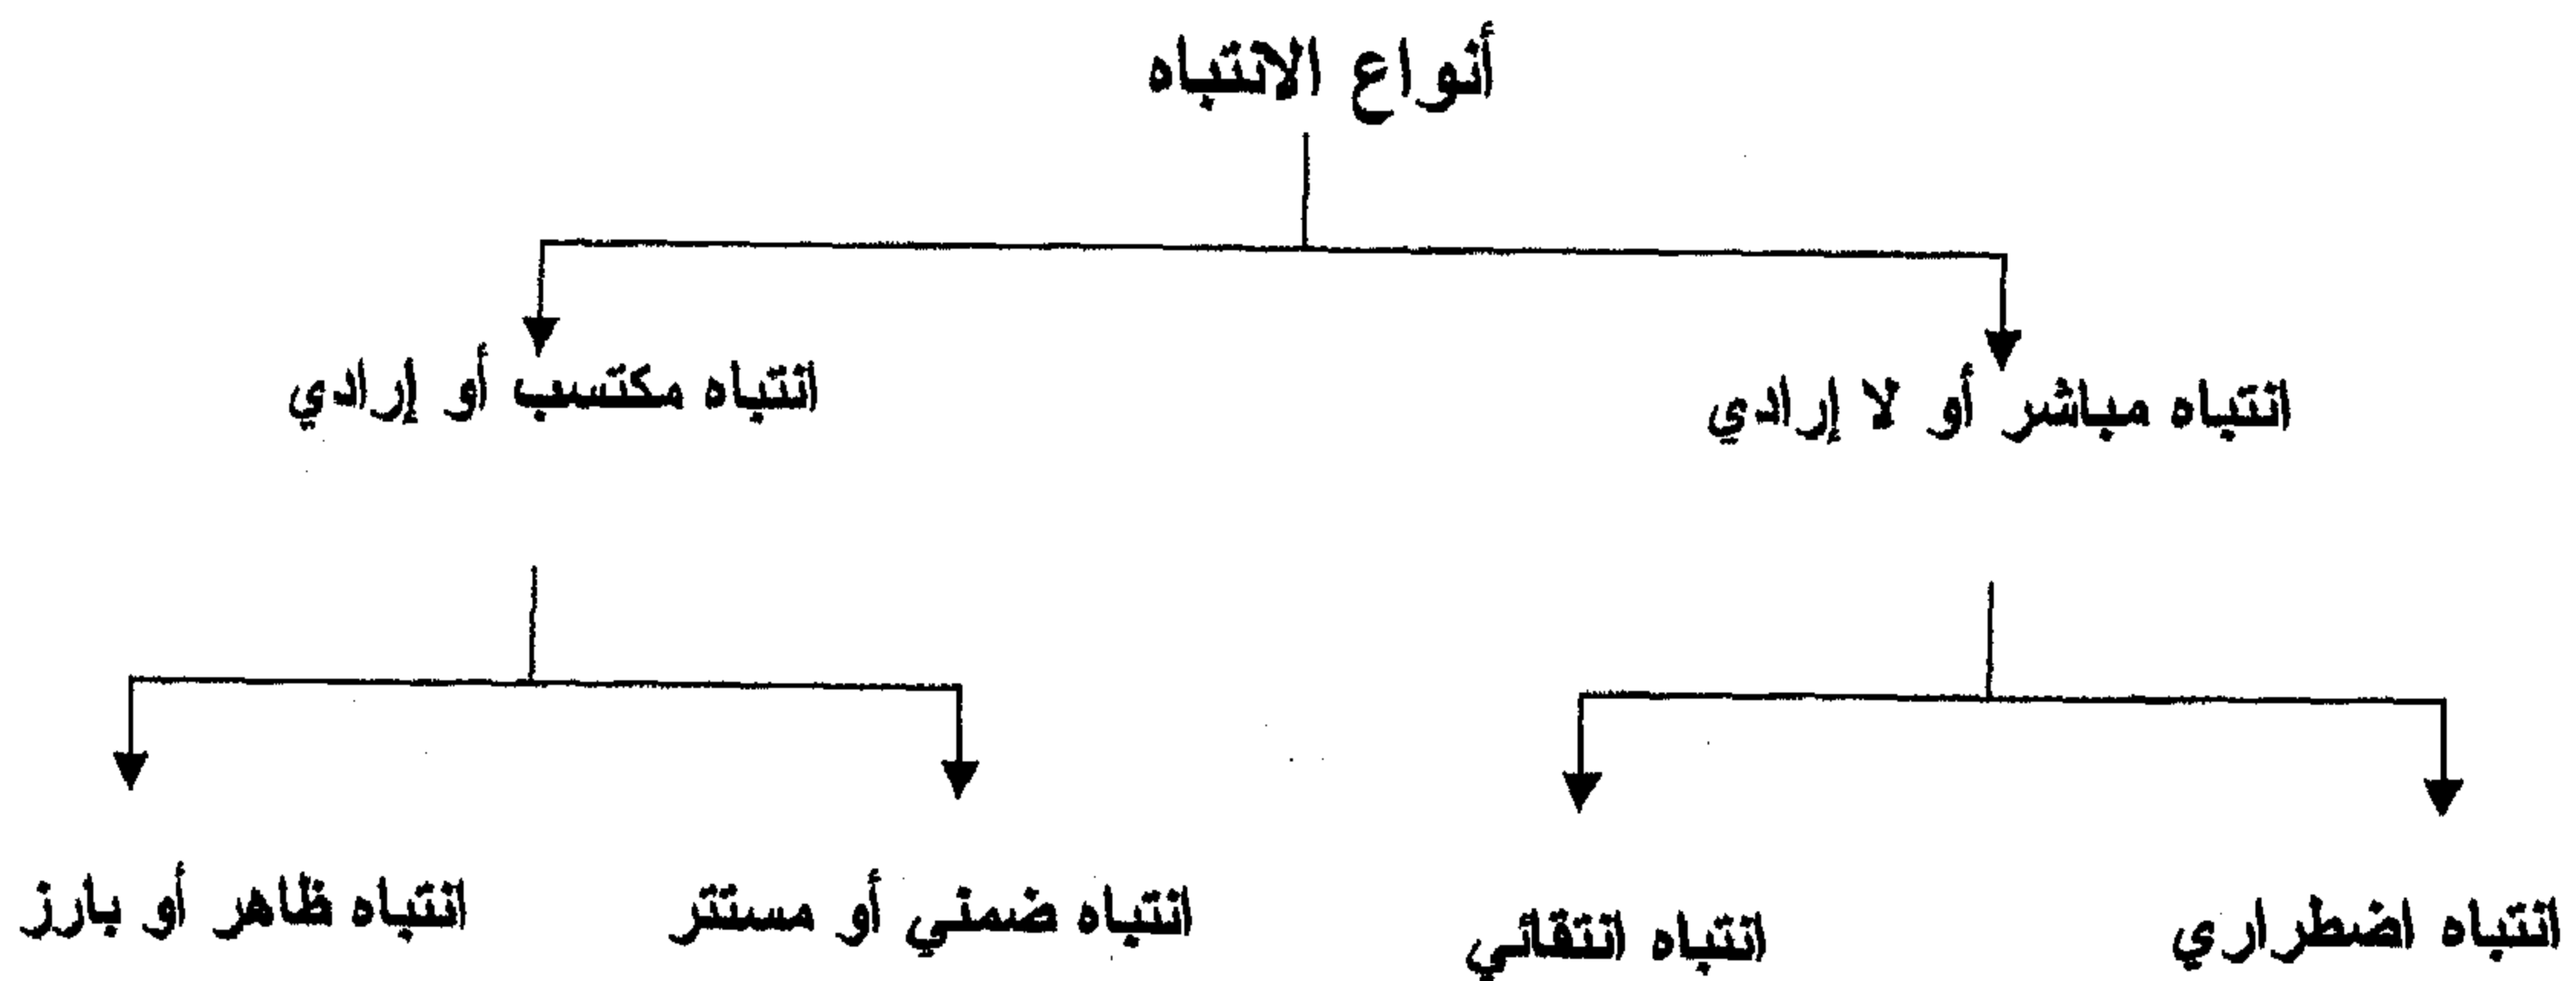 أنواع الانتباه
انتباه مباشر أو لا إرادي
انتباه مكتسب أو إرادي
انتباه اضطراري
انتباه انتقائي
انتباه ضمني أو مستتر
انتباه ظاهر أو بارز